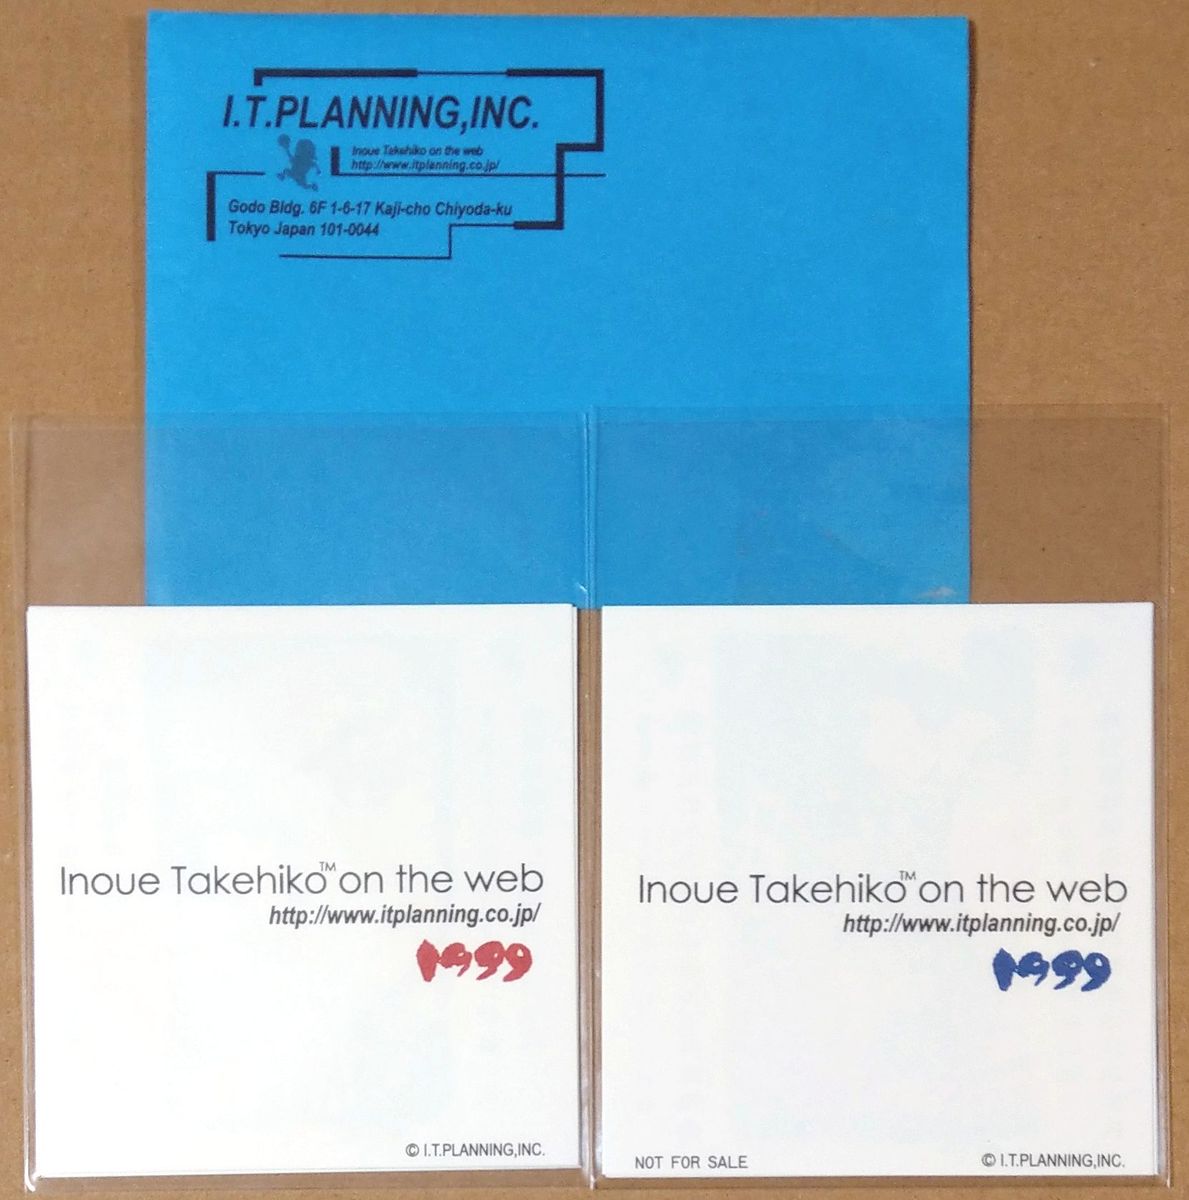 I.T.PLANNING,INC.
Inoue Takehiko on the web
http://www.itplanning.co.jp/
Godo Bldg. 6F 1-6-17 Kaji-cho Chiyoda-ku
Tokyo Japan 101-0044
Inoue Takehiko™ on the web
http://www.itplanning.co.jp/
1999
© I.T.PLANNING,INC.
Inoue Takehiko™ on the web
http://www.itplanning.co.jp/
1999
NOT FOR SALE
© I.T.PLANNING,INC.